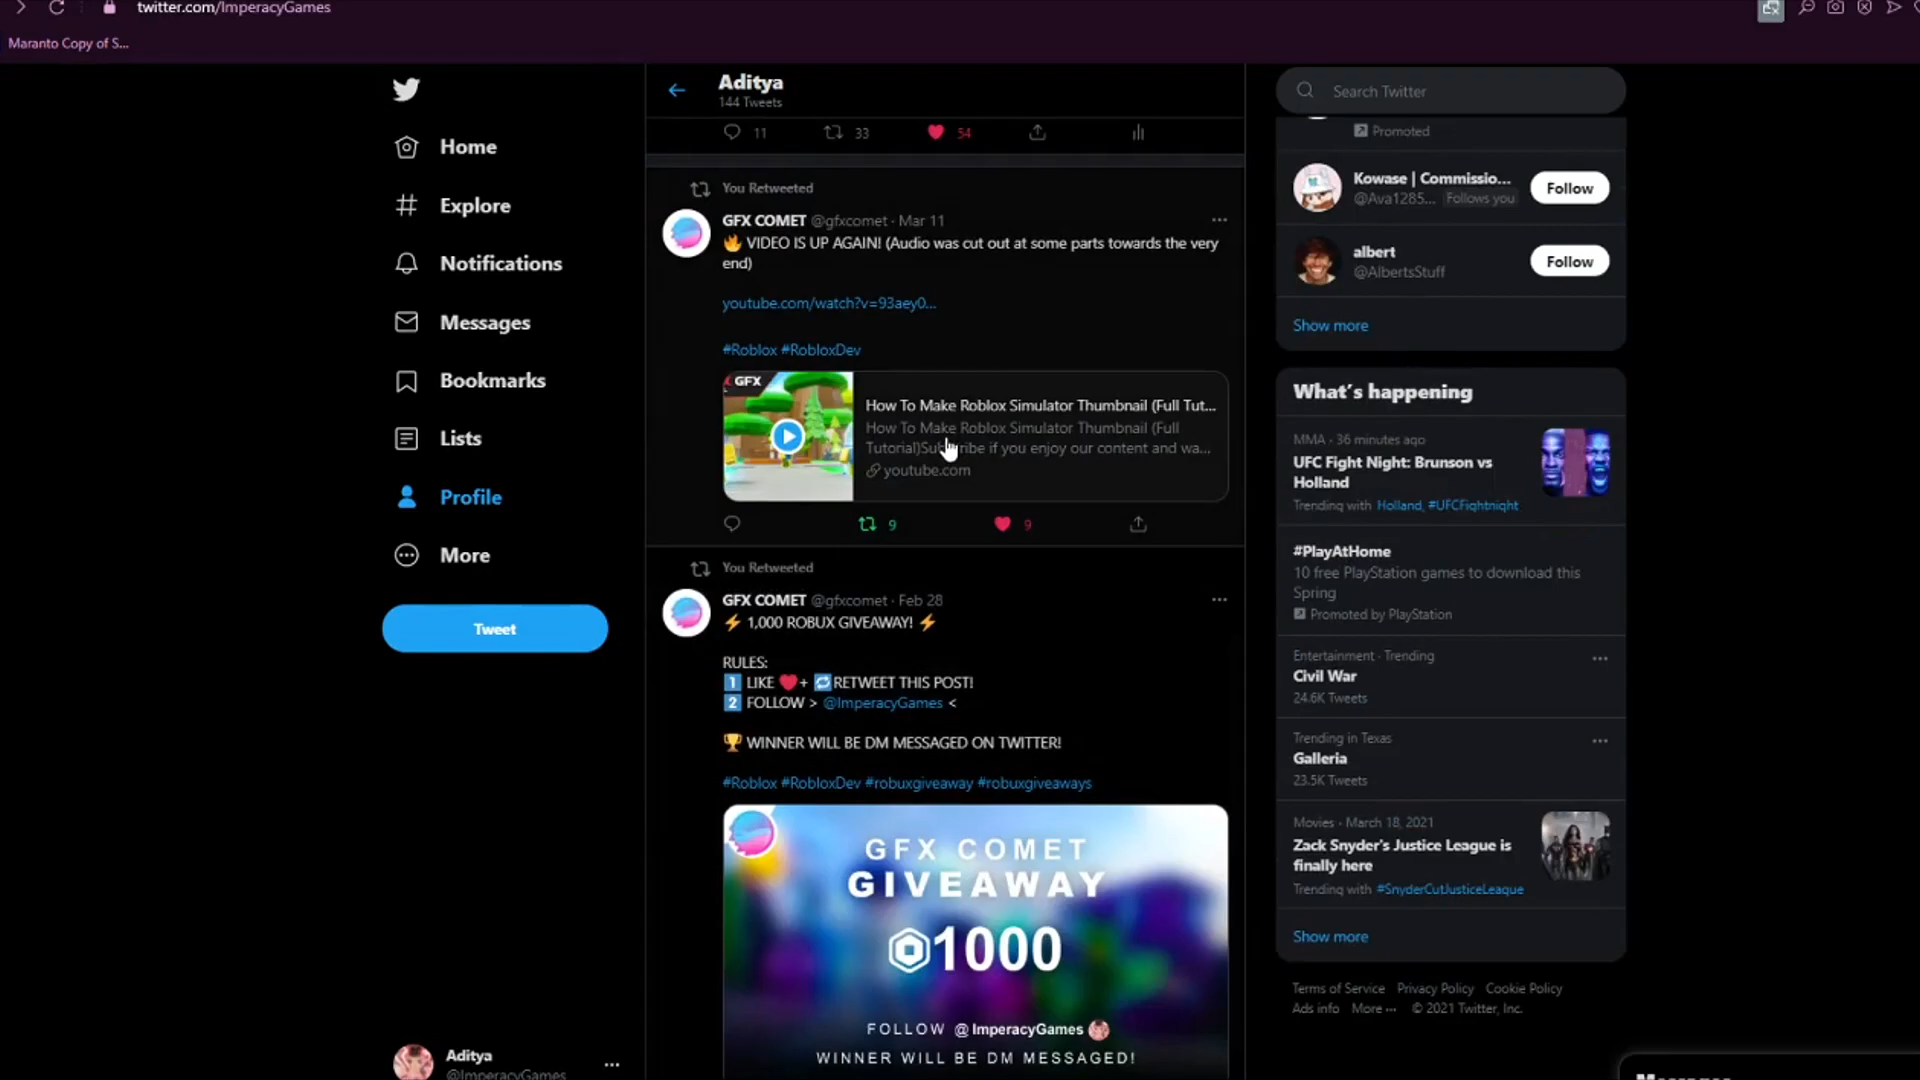 twitter.com/ImperacyGames
Maranto Copy of S...
Home
Explore
Notifications
Messages
Bookmarks
Lists
Profile
More
Tweet
Aditya
@ImperacyGames
Aditya
144 Tweets
11 33 54
You Retweeted
GFX COMET @gfxcomet · Mar 11
🔥 VIDEO IS UP AGAIN! (Audio was cut out at some parts towards the very
end)
youtube.com/watch?v=93aey0...
#Roblox #RobloxDev
GFX
How To Make Roblox Simulator Thumbnail (Full Tut...
How To Make Roblox Simulator Thumbnail (Full
Tutorial)Subscribe if you enjoy our content and wa...
youtube.com
9 9
You Retweeted
GFX COMET @gfxcomet · Feb 28
⚡ 1,000 ROBUX GIVEAWAY! ⚡
RULES:
1️⃣ LIKE ❤️+ 🔁RETWEET THIS POST!
2️⃣ FOLLOW > @ImperacyGames <
🏆 WINNER WILL BE DM MESSAGED ON TWITTER!
#Roblox #RobloxDev #robuxgiveaway #robuxgiveaways
GFX COMET
GIVEAWAY
1000
FOLLOW @ImperacyGames
WINNER WILL BE DM MESSAGED!
Search Twitter
Promoted
Kowase | Commissio...
@Ava1285... Follows you
Follow
albert
@AlbertsStuff
Follow
Show more
What's happening
MMA · 36 minutes ago
UFC Fight Night: Brunson vs
Holland
Trending with Holland, #UFCFightnight
#PlayAtHome
10 free PlayStation games to download this
Spring
Promoted by PlayStation
Entertainment · Trending
Civil War
24.6K Tweets
Trending in Texas
Galleria
23.5K Tweets
Movies · March 18, 2021
Zack Snyder's Justice League is
finally here
Trending with #SnyderCutJusticeLeague
Show more
Terms of Service Privacy Policy Cookie Policy
Ads info More ··· © 2021 Twitter, Inc.